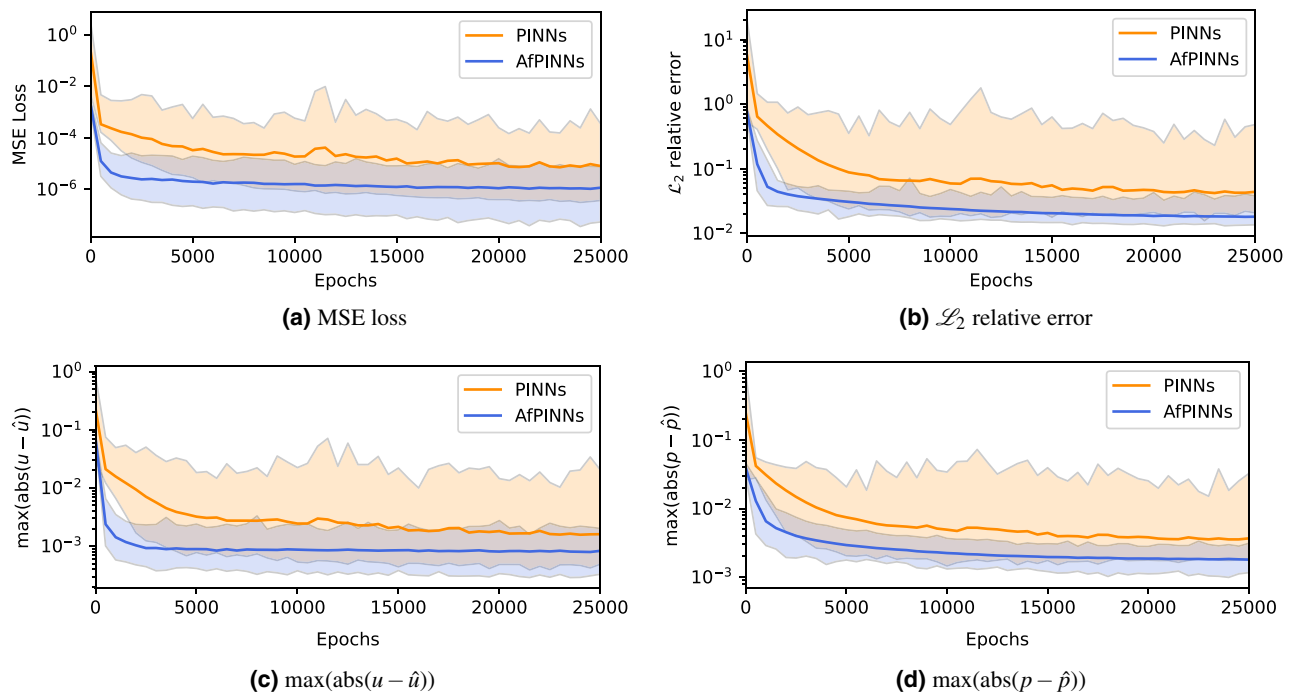 10^0
10^{-2}
10^{-4}
10^{-6}
MSE Loss
PINNs
AfPINNs
0 5000 10000 15000 20000 25000
Epochs
(a) MSE loss
10^1
10^0
10^{-1}
10^{-2}
ℒ_2 relative error
PINNs
AfPINNs
0 5000 10000 15000 20000 25000
Epochs
(b) ℒ_2 relative error
10^0
10^{-1}
10^{-2}
10^{-3}
max(abs(u − û))
PINNs
AfPINNs
0 5000 10000 15000 20000 25000
Epochs
(c) max(abs(u − û))
10^0
10^{-1}
10^{-2}
10^{-3}
max(abs(p − p̂))
PINNs
AfPINNs
0 5000 10000 15000 20000 25000
Epochs
(d) max(abs(p − p̂))